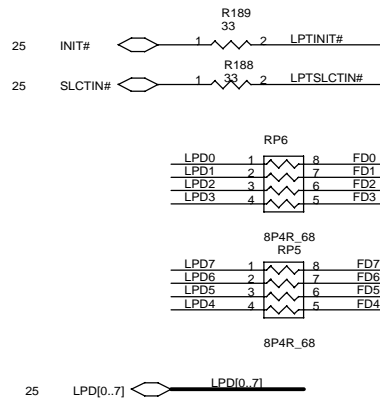 R189
33
25 INIT# 1 2 LPTINIT#
R188
33
25 SLCTIN# 1 2 LPTSLCTIN#
RP6
LPD0 1 8 FD0
LPD1 2 7 FD1
LPD2 3 6 FD2
LPD3 4 5 FD3
8P4R_68
RP5
LPD7 1 8 FD7
LPD6 2 7 FD6
LPD5 3 6 FD5
LPD4 4 5 FD4
8P4R_68
25 LPD[0..7] LPD[0..7]